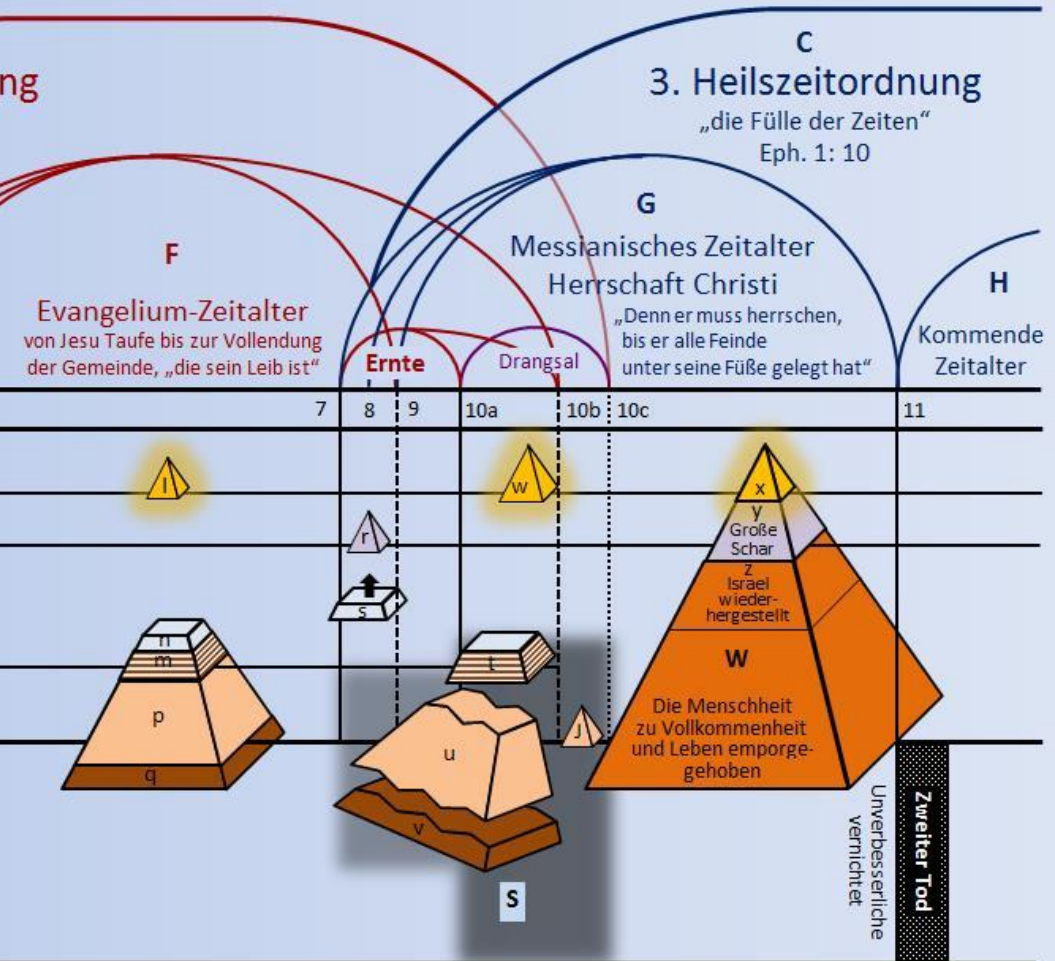 ng
C
3. Heilszeitordnung
„die Fülle der Zeiten“
Eph. 1: 10
F
Evangelium-Zeitalter
von Jesu Taufe bis zur Vollendung
der Gemeinde, „die sein Leib ist“
G
Messianisches Zeitalter
Herrschaft Christi
„Denn er muss herrschen,
bis er alle Feinde
unter seine Füße gelegt hat“
H
Kommende
Zeitalter
Ernte
Drangsal
7
8
9
10a
10b
10c
11
l
w
r
s
n
m
p
q
t
u
v
J
S
x
y
Große
Schar
z
Israel
wieder-
hergestellt
W
Die Menschheit
zu Vollkommenheit
und Leben emporge-
gehoben
Unverbesserliche
vernichtet
Zweiter Tod